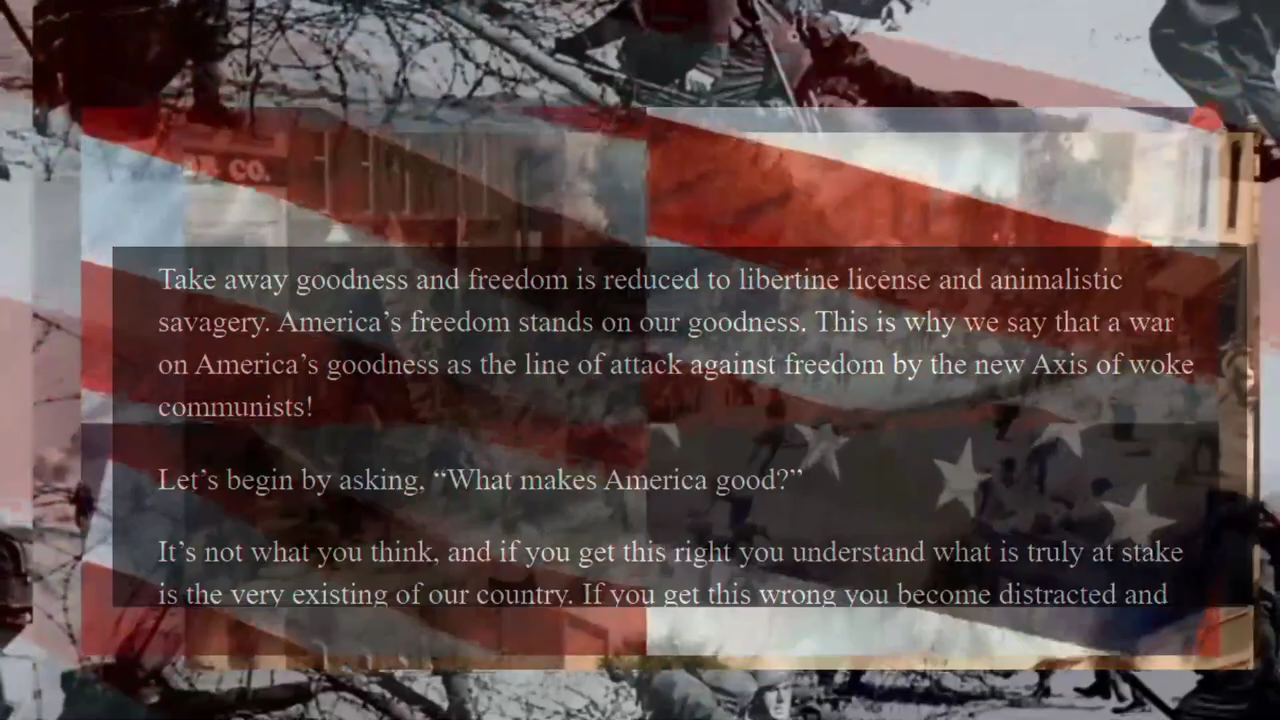 CO.
Take away goodness and freedom is reduced to libertine license and animalistic
savagery. America’s freedom stands on our goodness. This is why we say that a war
on America’s goodness as the line of attack against freedom by the new Axis of woke
communists!
Let’s begin by asking, “What makes America good?”
It’s not what you think, and if you get this right you understand what is truly at stake
is the very existing of our country. If you get this wrong you become distracted and